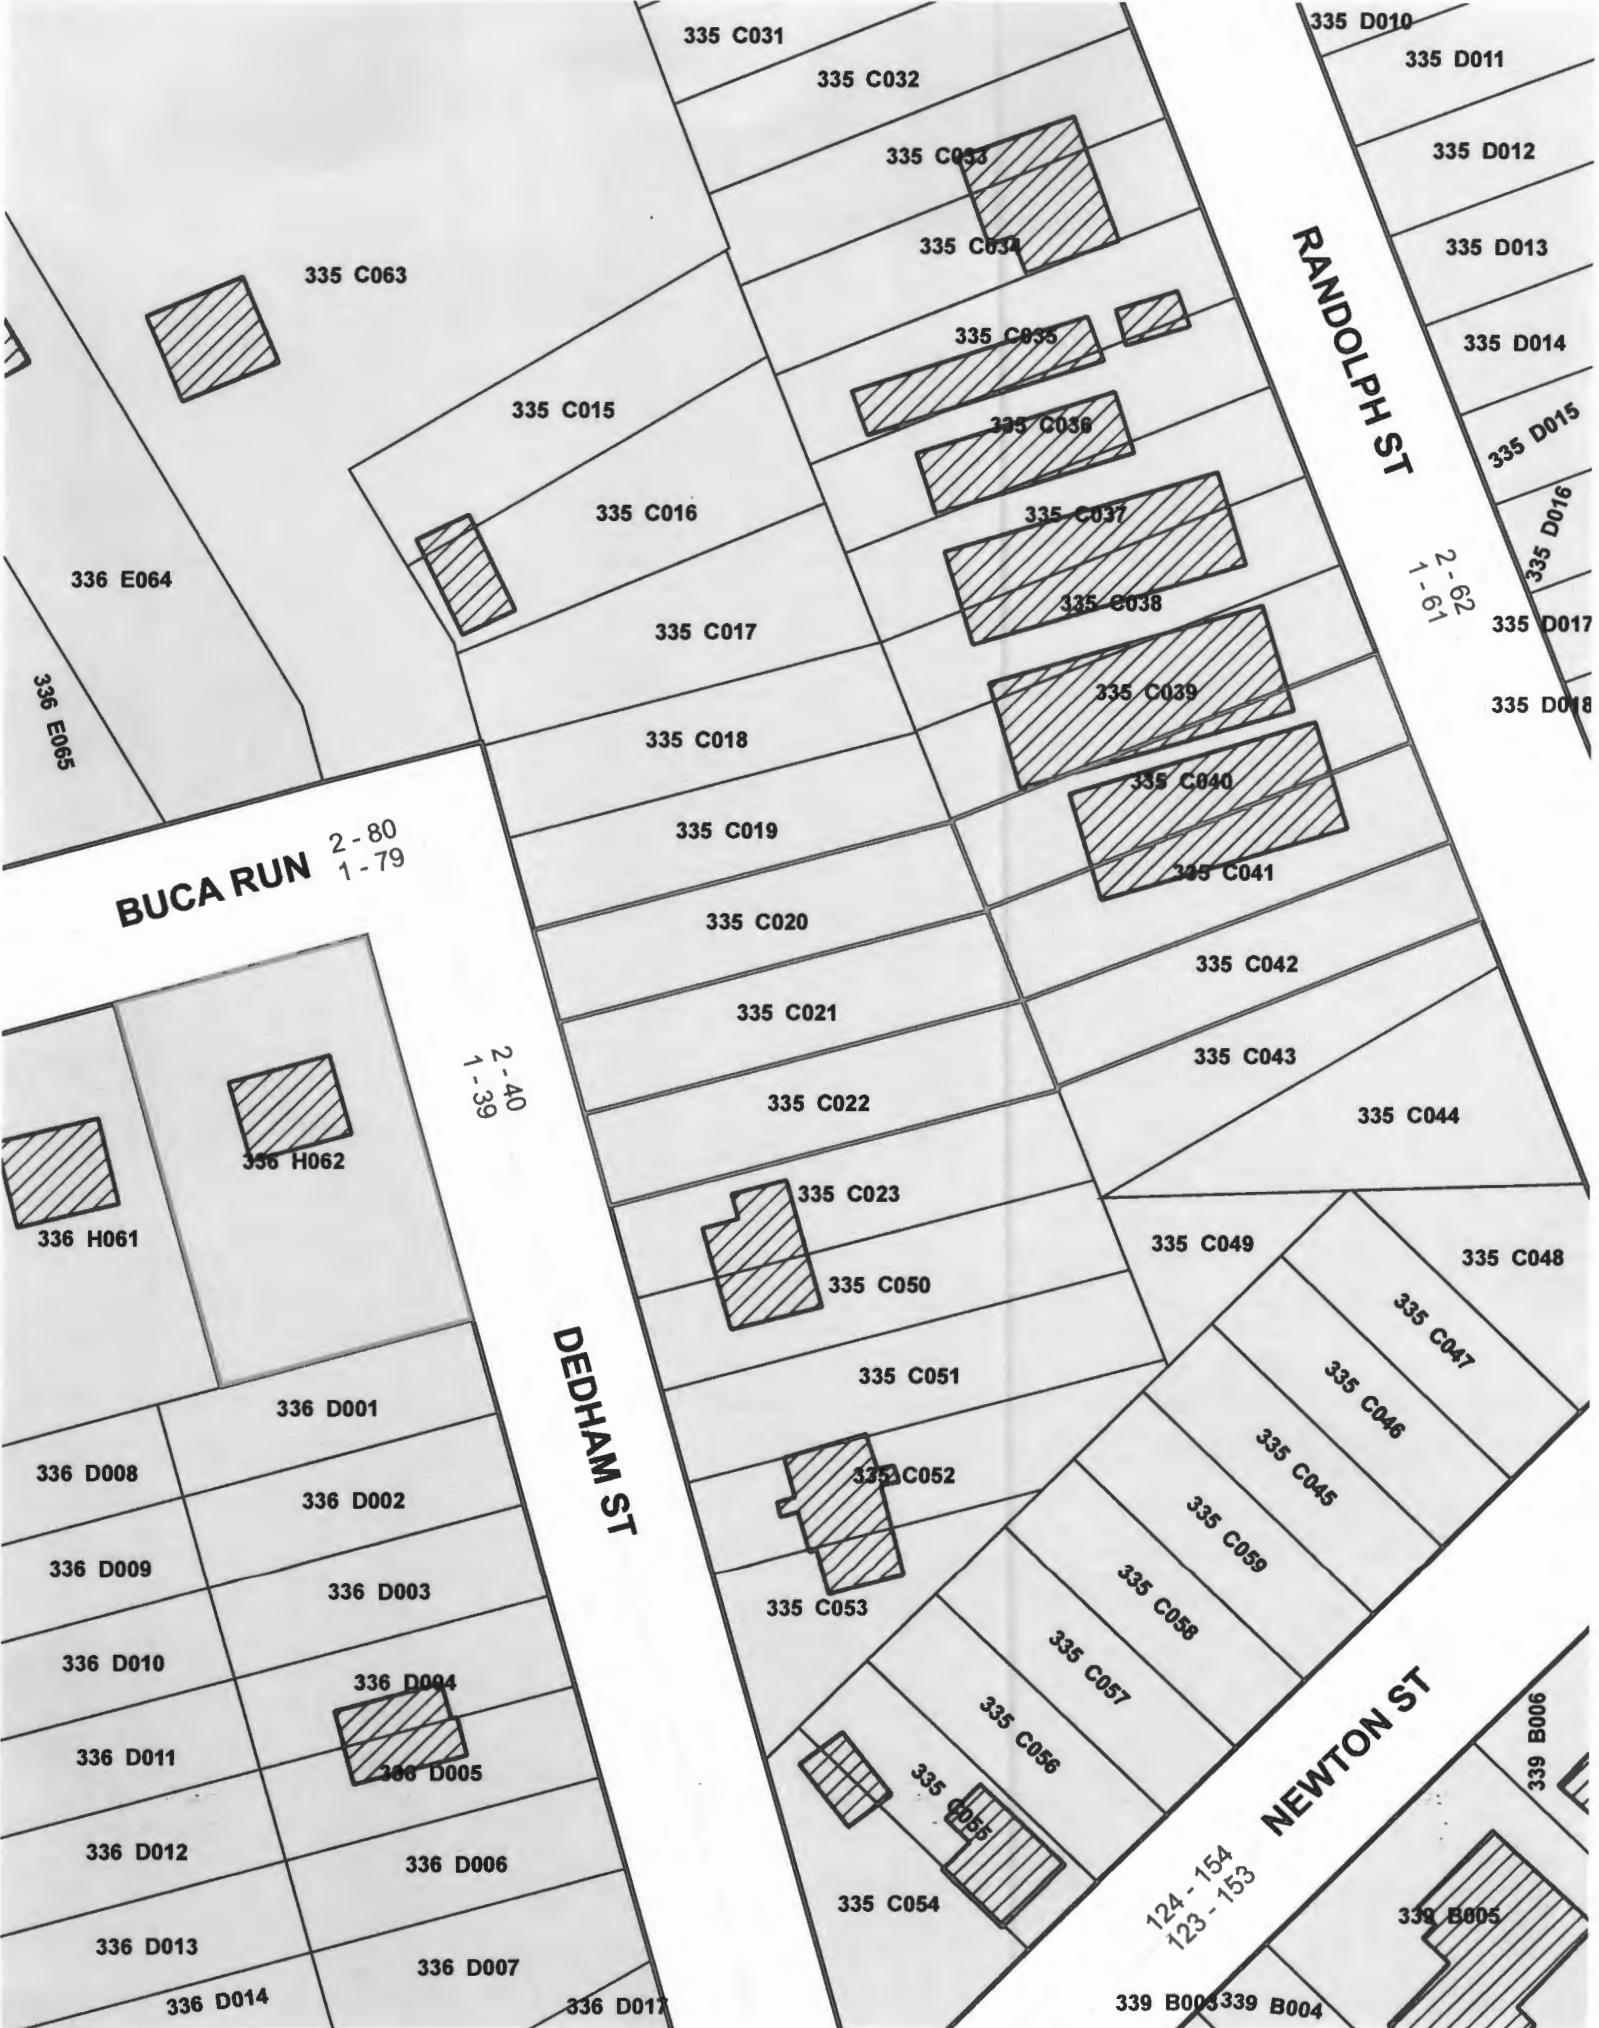 335 C031
335 D010
335 D011
335 C032
335 D012
335 C033
335 C034
335 D013
335 C063
RANDOLPH ST
335 C035
335 D014
335 C015
335 C036
335 D015
335 C016
335 C037
335 D016
336 E064
335 C038
2 - 62
1 - 61
335 D017
335 C017
335 C039
335 D018
336 E065
335 C018
335 C040
335 C019
BUCA RUN
2 - 80
1 - 79
335 C041
335 C020
335 C042
335 C021
335 C043
2 - 40
1 - 39
335 C022
335 C044
336 H062
335 C023
336 H061
335 C049
335 C048
335 C050
335 C047
335 C051
DEDHAM ST
336 D001
335 C046
336 D008
335 C052
335 C045
336 D002
335 C059
336 D009
336 D003
335 C053
335 C058
336 D010
335 C057
336 D004
335 C056
NEWTON ST
339 B006
336 D011
336 D005
335 C055
336 D012
336 D006
335 C054
124 - 154
123 - 153
339 B005
336 D013
336 D007
336 D014
336 D017
339 B003
339 B004